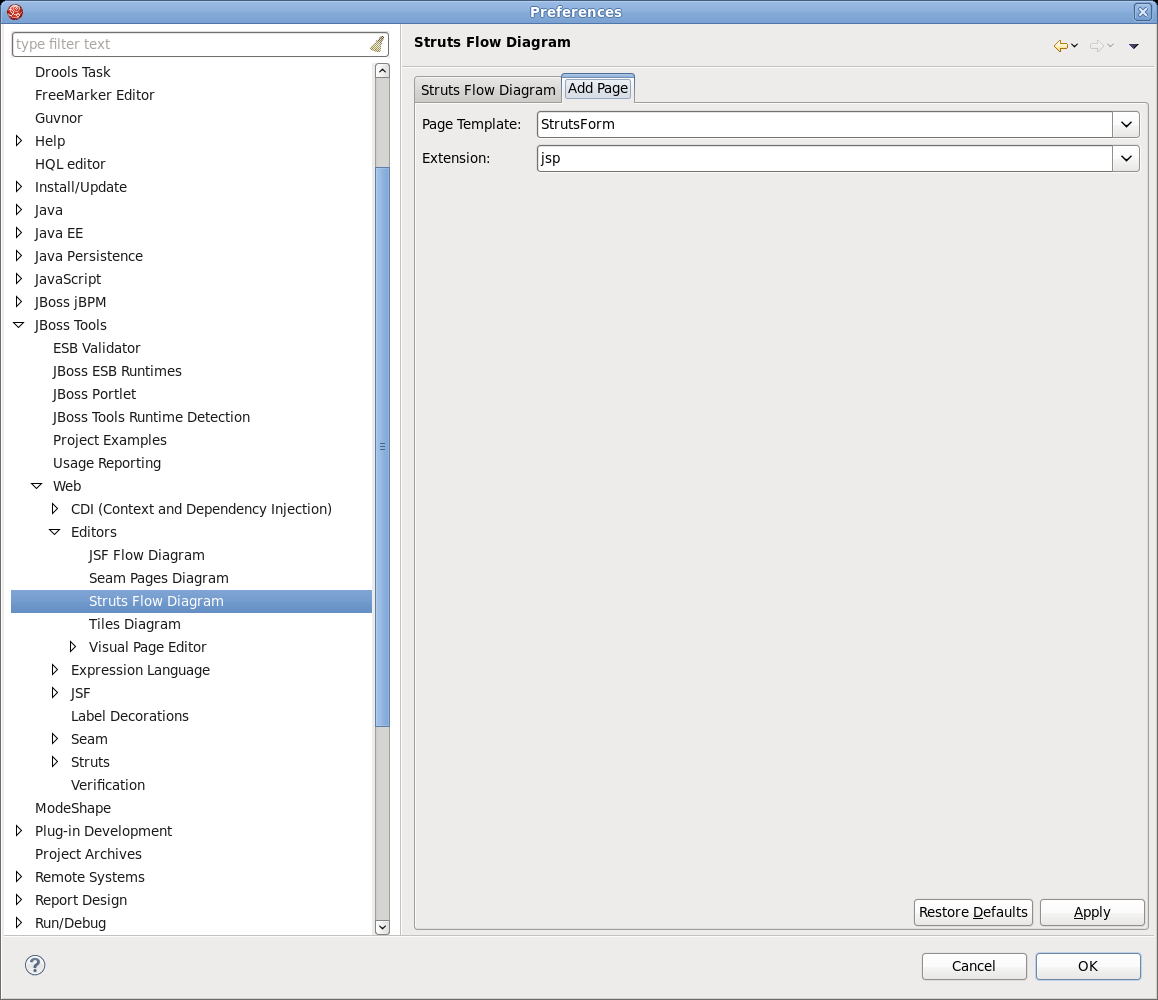 Preferences
type filter text
Drools Task
FreeMarker Editor
Guvnor
Help
HQL editor
Install/Update
Java
Java EE
Java Persistence
JavaScript
JBoss jBPM
JBoss Tools
ESB Validator
JBoss ESB Runtimes
JBoss Portlet
JBoss Tools Runtime Detection
Project Examples
Usage Reporting
Web
CDI (Context and Dependency Injection)
Editors
JSF Flow Diagram
Seam Pages Diagram
Struts Flow Diagram
Tiles Diagram
Visual Page Editor
Expression Language
JSF
Label Decorations
Seam
Struts
Verification
ModeShape
Plug-in Development
Project Archives
Remote Systems
Report Design
Run/Debug
Struts Flow Diagram
Struts Flow Diagram Add Page
Page Template: StrutsForm
Extension: jsp
Restore Defaults Apply
? Cancel OK